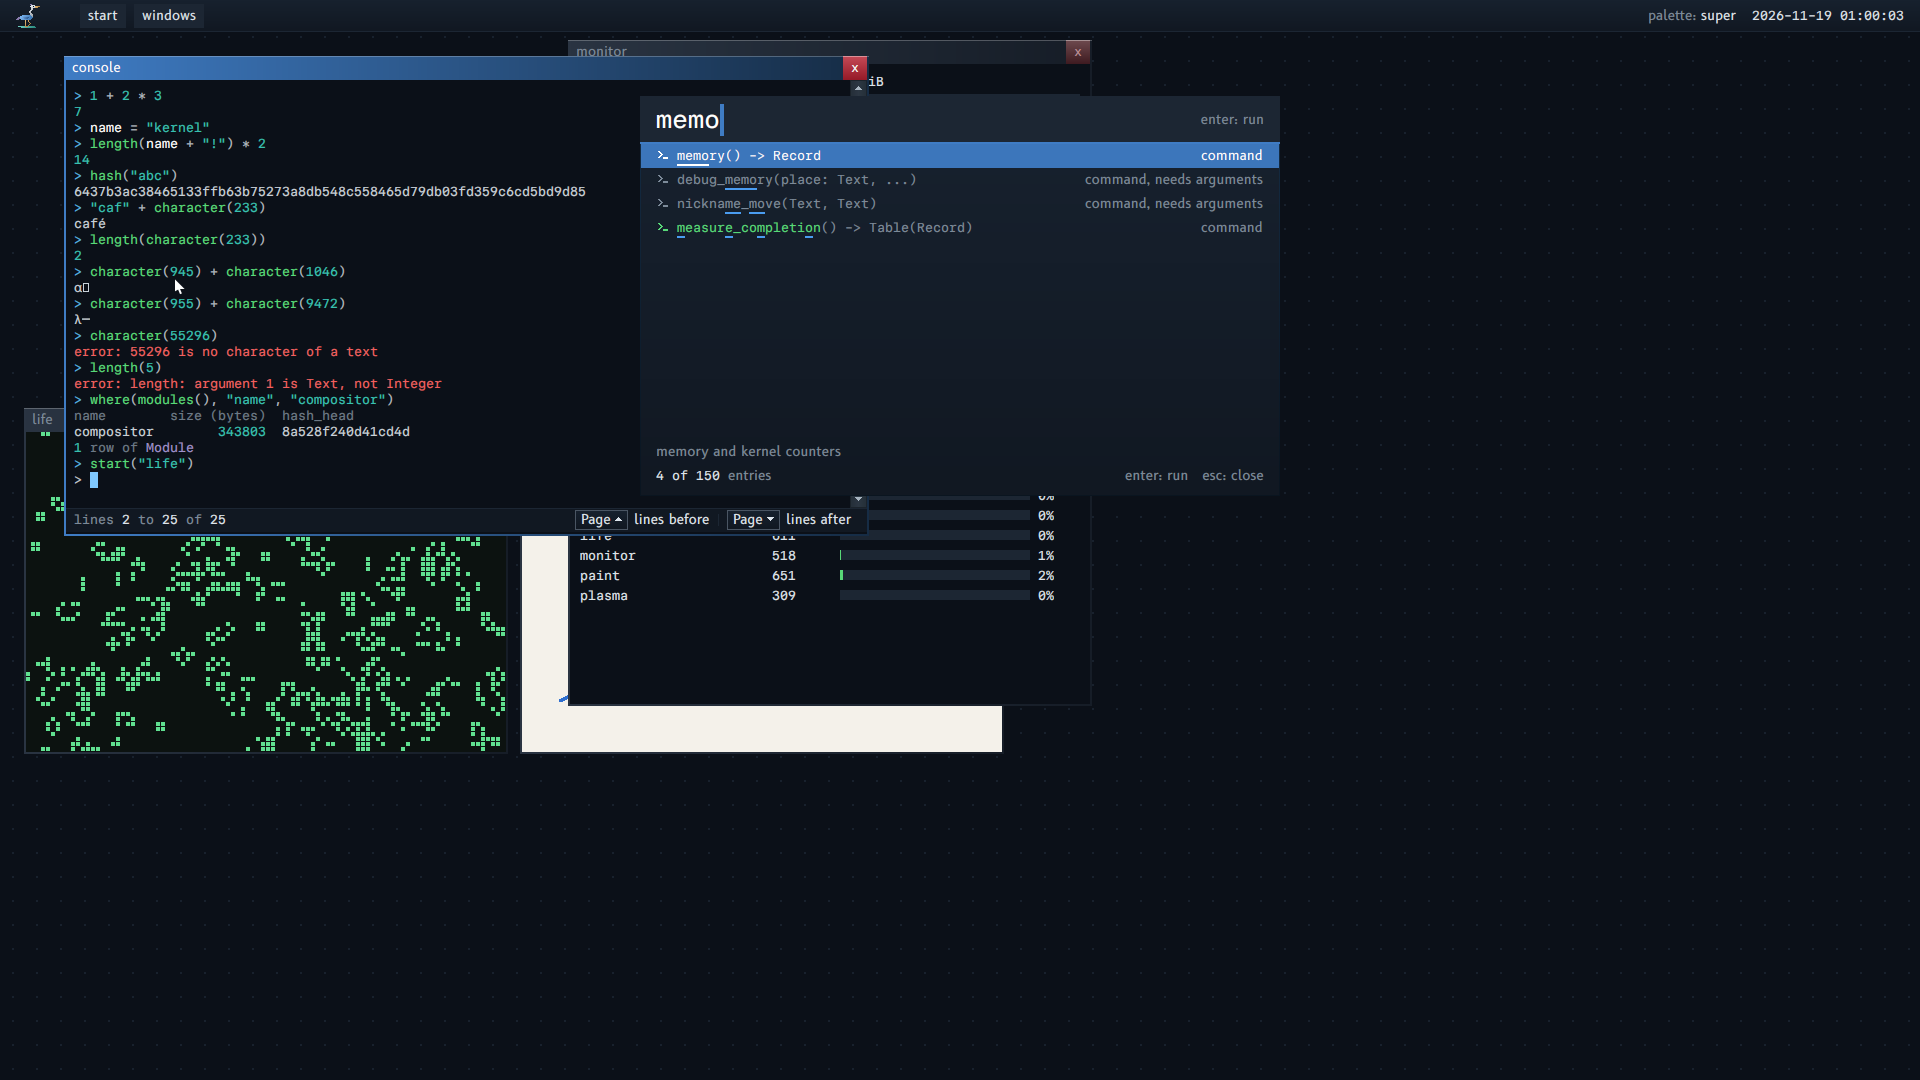 start windows palette: super 2026-11-19 01:00:03
monitor x
console x
iB
> 1 + 2 * 3
7
> name = "kernel"
> length(name + "!") * 2
14
> hash("abc")
6437b3ac38465133ffb63b75273a8db548c558465d79db03fd359c6cd5bd9d85
> "caf" + character(233)
café
> length(character(233))
2
> character(945) + character(1046)
α□
> character(955) + character(9472)
λ─
> character(55296)
error: 55296 is no character of a text
> length(5)
error: length: argument 1 is Text, not Integer
> where(modules(), "name", "compositor")
name size (bytes) hash_head
compositor 343803 8a528f240d41cd4d
1 row of Module
> start("life")
>
lines 2 to 25 of 25 Page lines before Page lines after
memo enter: run
>_ memory() -> Record command
>_ debug_memory(place: Text, ...) command, needs arguments
>_ nickname_move(Text, Text) command, needs arguments
>_ measure_completion() -> Table(Record) command
memory and kernel counters
4 of 150 entries enter: run esc: close
life
0%
0%
life 611 0%
monitor 518 1%
paint 651 2%
plasma 309 0%